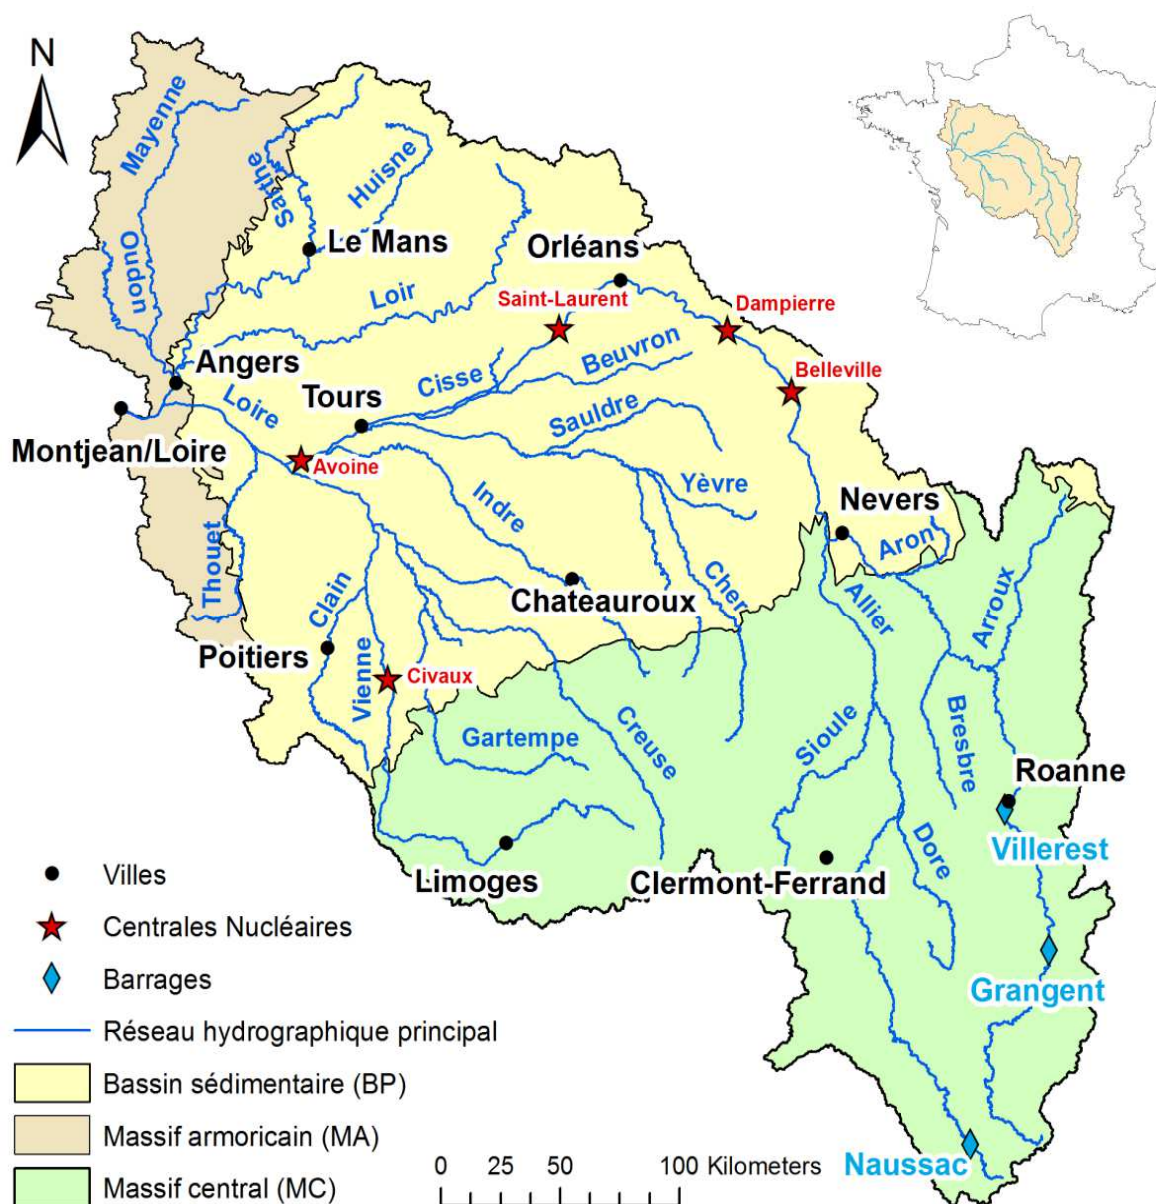 N
Mayenne
Sarthe
Huisne
Oudon
Le Mans
Orléans
Loir
Saint-Laurent
Dampierre
Angers
Cisse
Beuvron
Belleville
Loire
Tours
Sauldre
Montjean/Loire
Avoine
Indre
Yèvre
Nevers
Aron
Thouet
Clain
Chateauroux
Cher
Allier
Arroux
Poitiers
Vienne
Civaux
Gartempe
Creuse
Sioule
Bresbre
Roanne
Villerest
Dore
Limoges
Clermont-Ferrand
Grangent
Naussac
Villes
Centrales Nucléaires
Barrages
Réseau hydrographique principal
Bassin sédimentaire (BP)
Massif armoricain (MA)
Massif central (MC)
0 25 50 100 Kilometers